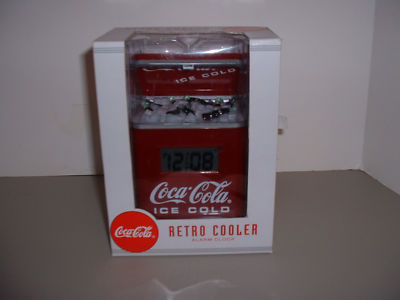 ICE COLD
12:08
Coca-Cola
ICE COLD
Coca-Cola
RETRO COOLER
ALARM CLOCK